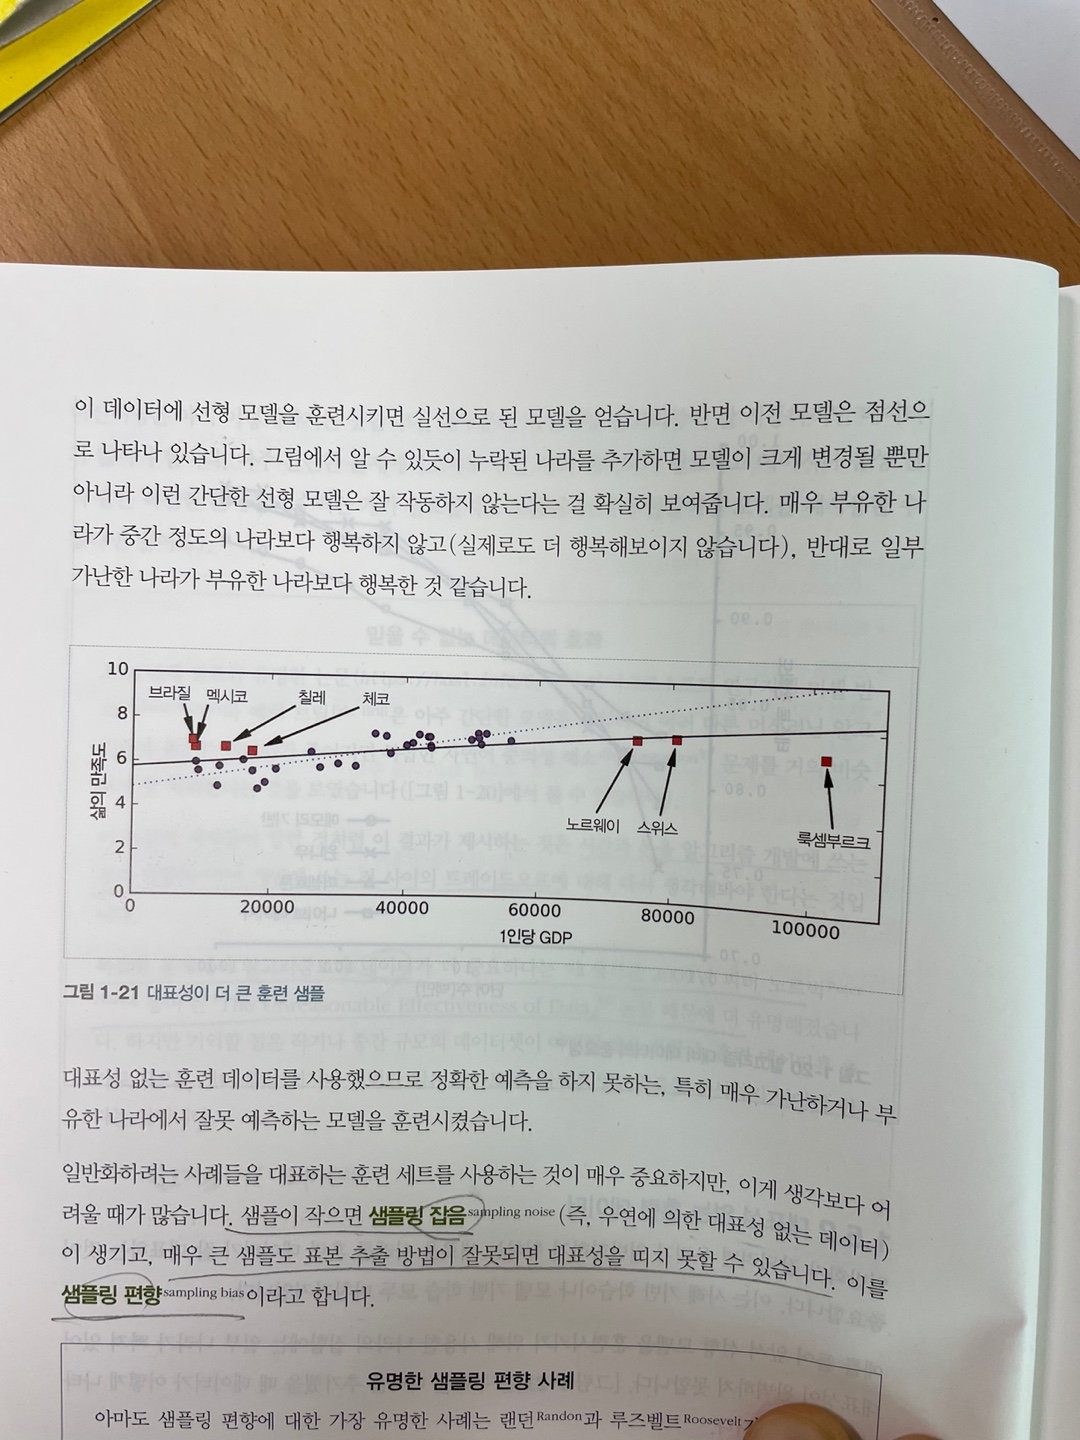 이 데이터에 선형 모델을 훈련시키면 실선으로 된 모델을 얻습니다. 반면 이전 모델은 점선으
로 나타나 있습니다. 그림에서 알 수 있듯이 누락된 나라를 추가하면 모델이 크게 변경될 뿐만
아니라 이런 간단한 선형 모델은 잘 작동하지 않는다는 걸 확실히 보여줍니다. 매우 부유한 나
라가 중간 정도의 나라보다 행복하지 않고(실제로도 더 행복해보이지 않습니다), 반대로 일부
가난한 나라가 부유한 나라보다 행복한 것 같습니다.
10
브라질 멕시코 칠레 체코
8
6
삶의 만족도
4
노르웨이 스위스 룩셈부르크
2
0
0 20000 40000 60000 80000 100000
1인당 GDP
그림 1-21 대표성이 더 큰 훈련 샘플
대표성 없는 훈련 데이터를 사용했으므로 정확한 예측을 하지 못하는, 특히 매우 가난하거나 부
유한 나라에서 잘못 예측하는 모델을 훈련시켰습니다.
일반화하려는 사례들을 대표하는 훈련 세트를 사용하는 것이 매우 중요하지만, 이게 생각보다 어
려울 때가 많습니다. 샘플이 작으면 샘플링 잡음sampling noise (즉, 우연에 의한 대표성 없는 데이터)
이 생기고, 매우 큰 샘플도 표본 추출 방법이 잘못되면 대표성을 띠지 못할 수 있습니다. 이를
샘플링 편향sampling bias이라고 합니다.
유명한 샘플링 편향 사례
아마도 샘플링 편향에 대한 가장 유명한 사례는 랜던Randon과 루즈벨트Roosevelt